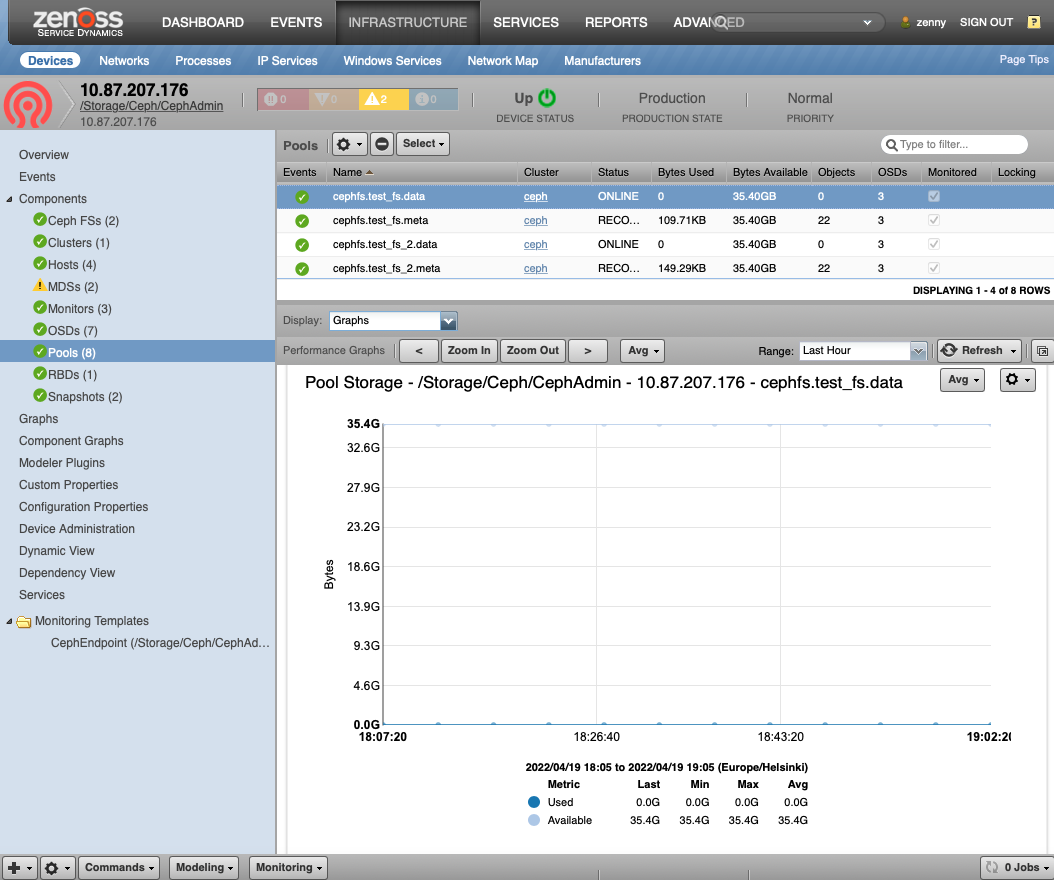 zenoss
SERVICE DYNAMICS
DASHBOARD EVENTS INFRASTRUCTURE SERVICES REPORTS ADVANCED zenny SIGN OUT ?
Devices Networks Processes IP Services Windows Services Network Map Manufacturers Page Tips
10.87.207.176
/Storage/Ceph/CephAdmin
10.87.207.176
0 0 2 0
Up
DEVICE STATUS
Production
PRODUCTION STATE
Normal
PRIORITY
Overview
Events
Components
Ceph FSs (2)
Clusters (1)
Hosts (4)
MDSs (2)
Monitors (3)
OSDs (7)
Pools (8)
RBDs (1)
Snapshots (2)
Graphs
Component Graphs
Modeler Plugins
Custom Properties
Configuration Properties
Device Administration
Dynamic View
Dependency View
Services
Monitoring Templates
CephEndpoint (/Storage/Ceph/CephAd...
Pools Select Type to filter...
Events Name Cluster Status Bytes Used Bytes Available Objects OSDs Monitored Locking
cephfs.test_fs.data ceph ONLINE 0 35.40GB 0 3
cephfs.test_fs.meta ceph RECO... 109.71KB 35.40GB 22 3
cephfs.test_fs_2.data ceph ONLINE 0 35.40GB 0 3
cephfs.test_fs_2.meta ceph RECO... 149.29KB 35.40GB 22 3
DISPLAYING 1 - 4 of 8 ROWS
Display: Graphs
Performance Graphs < Zoom In Zoom Out > Avg Range: Last Hour Refresh
Pool Storage - /Storage/Ceph/CephAdmin - 10.87.207.176 - cephfs.test_fs.data Avg
35.4G
32.6G
27.9G
23.2G
18.6G
13.9G
9.3G
4.6G
0.0G
Bytes
18:07:20 18:26:40 18:43:20 19:02:20
2022/04/19 18:05 to 2022/04/19 19:05 (Europe/Helsinki)
Metric Last Min Max Avg
Used 0.0G 0.0G 0.0G 0.0G
Available 35.4G 35.4G 35.4G 35.4G
Commands Modeling Monitoring 0 Jobs